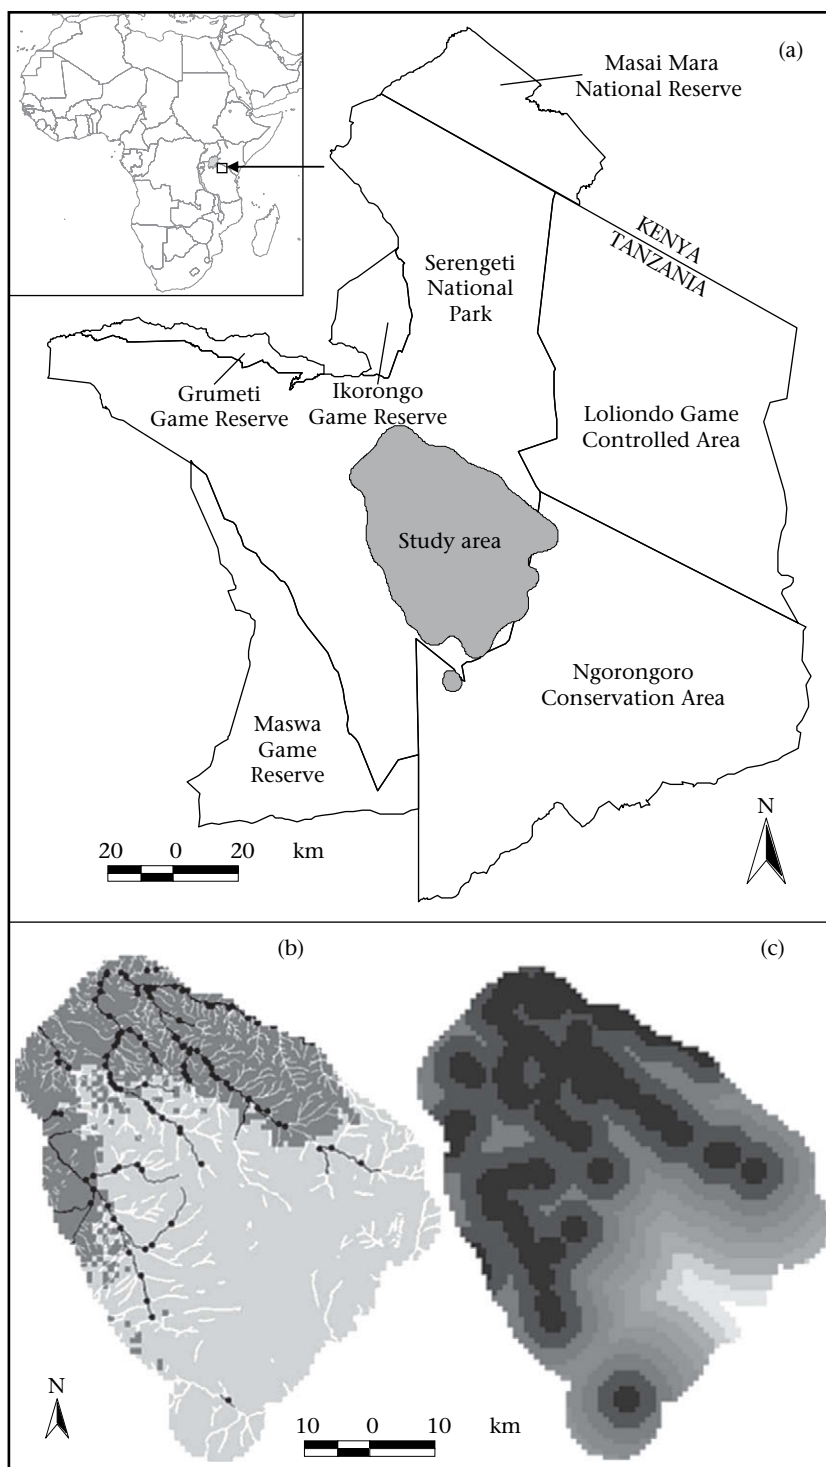 (a)
Masai Mara
National Reserve
KENYA
TANZANIA
Serengeti
National
Park
Grumeti
Game Reserve
Ikorongo
Game Reserve
Loliondo Game
Controlled Area
Study area
Ngorongoro
Conservation Area
Maswa
Game
Reserve
N
20 0 20 km
(b)
(c)
N
10 0 10 km